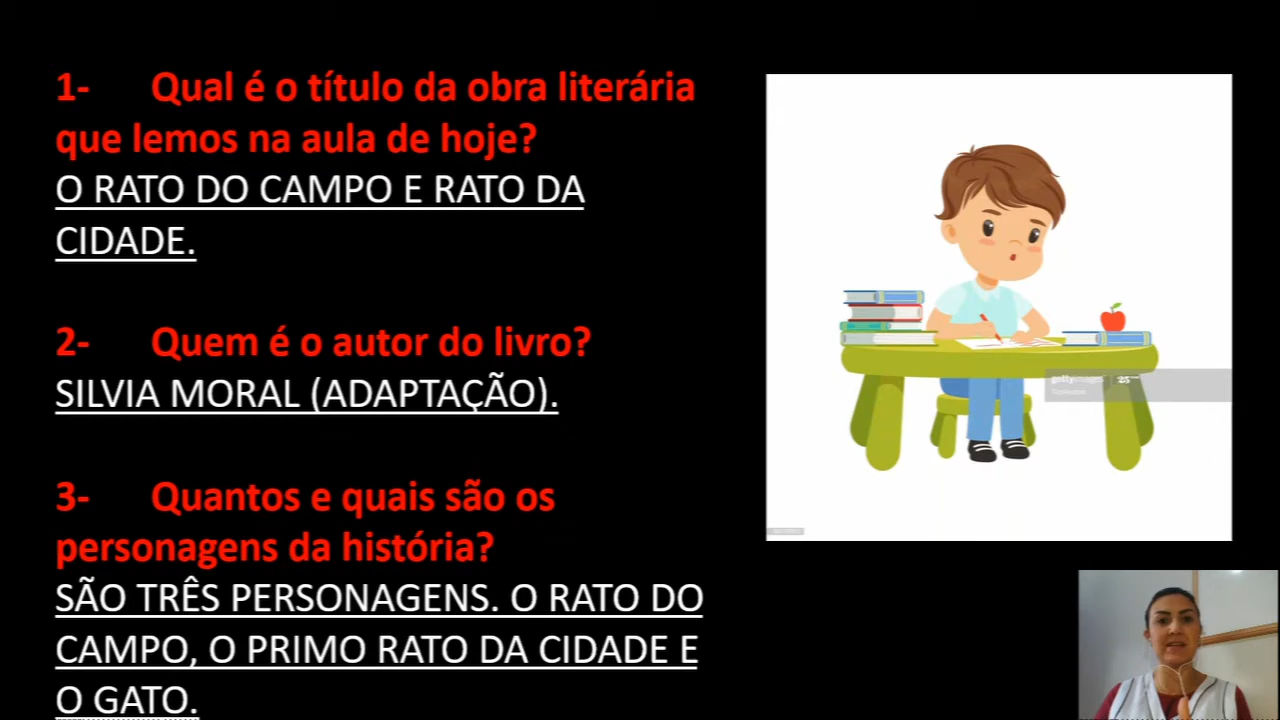 1- Qual é o título da obra literária
que lemos na aula de hoje?
O RATO DO CAMPO E RATO DA
CIDADE.
2- Quem é o autor do livro?
SILVIA MORAL (ADAPTAÇÃO).
3- Quantos e quais são os
personagens da história?
SÃO TRÊS PERSONAGENS. O RATO DO
CAMPO, O PRIMO RATO DA CIDADE E
O GATO.